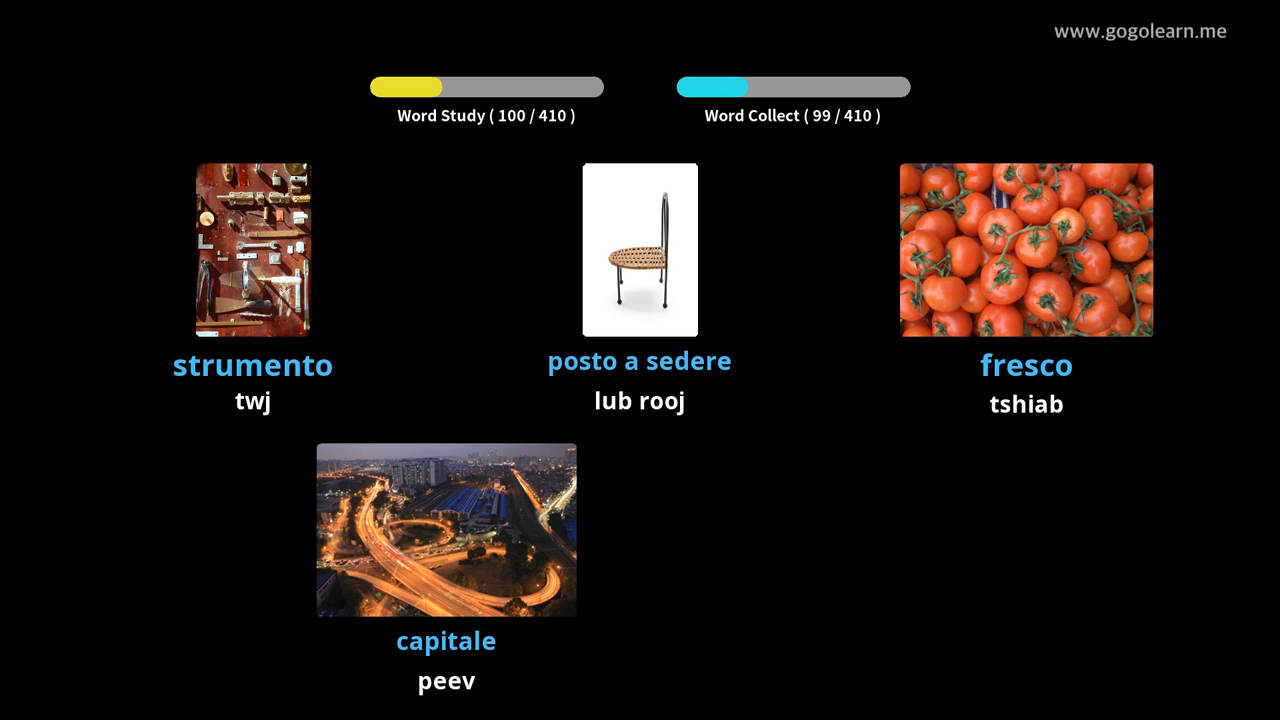 www.gogolearn.me
Word Study ( 100 / 410 )
Word Collect ( 99 / 410 )
strumento
twj
posto a sedere
lub rooj
fresco
tshiab
capitale
peev